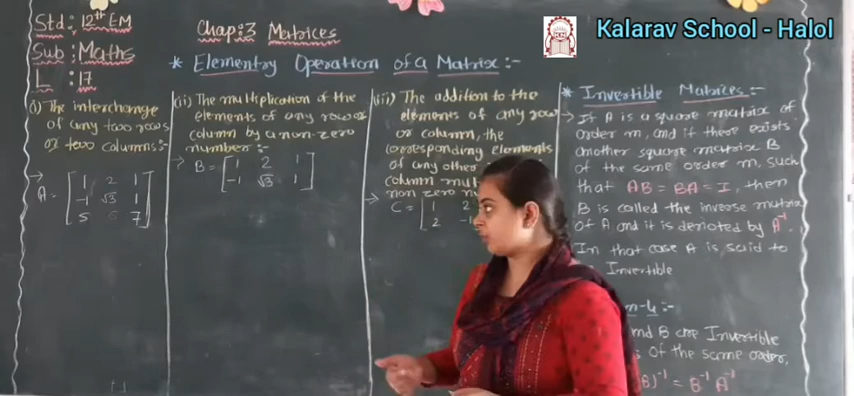 Kalarav School - Halol
Std : 12th EM
Sub : Maths
L : 17
Chap:3 Matrices
* Elementry Operation of a Matrix:-
(i) The interchange
of any two rows
or two columns:-
→ A = [ 1 2 1
-1 √3 1
5 6 7 ]
(ii) The multiplication of the
elements of any row or
column by a non-zero
number:-
→ B = [ 1 2 1
-1 √3 1 ]
(iii) The addition to the
elements of any row
or column, the
corresponding elements
of any other
column
non zero
→ C = [ 1 2
2 -1
* Invertible Matrices:-
→ If A is a square matrix of
order m, and if there exists
another square matrix B
of the same order m, such
that AB = BA = I, then
B is called the inverse matrix
of A and it is denoted by A⁻¹.
In that case A is said to
Invertible
m-4:-
nd B are Invertible
s of the same order,
B)⁻¹ = B⁻¹ A⁻¹